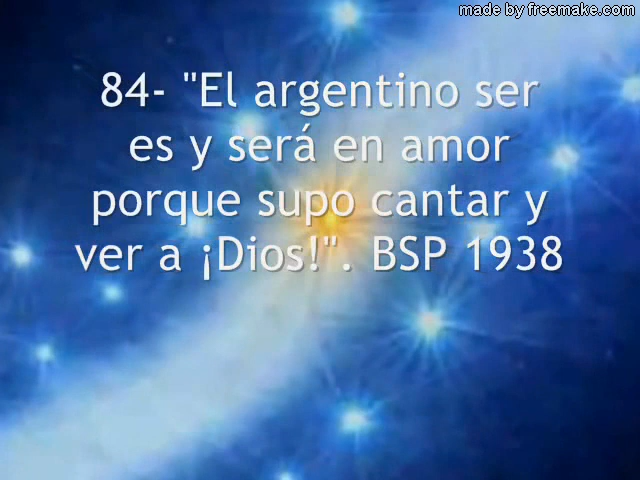 made by freemake.com
84- "El argentino ser
es y será en amor
porque supo cantar y
ver a ¡Dios!". BSP 1938